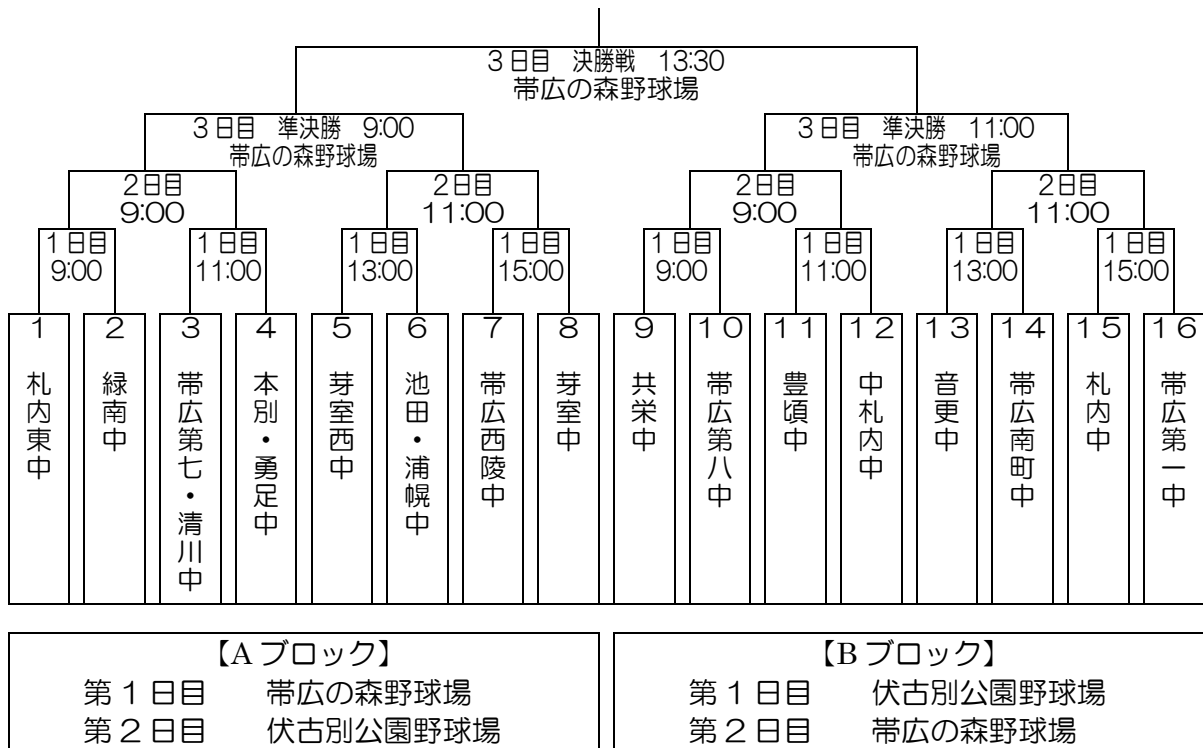 3日目 決勝戦 13:30
帯広の森野球場
3日目 準決勝 9:00
帯広の森野球場
3日目 準決勝 11:00
帯広の森野球場
2日目
9:00
2日目
11:00
2日目
9:00
2日目
11:00
1日目
9:00
1日目
11:00
1日目
13:00
1日目
15:00
1日目
9:00
1日目
11:00
1日目
13:00
1日目
15:00
1
札内東中
2
緑南中
3
帯広第七・清川中
4
本別・勇足中
5
芽室西中
6
池田・浦幌中
7
帯広西陵中
8
芽室中
9
共栄中
10
帯広第八中
11
豊頃中
12
中札内中
13
音更中
14
帯広南町中
15
札内中
16
帯広第一中
【Aブロック】
第1日目 帯広の森野球場
第2日目 伏古別公園野球場
【Bブロック】
第1日目 伏古別公園野球場
第2日目 帯広の森野球場